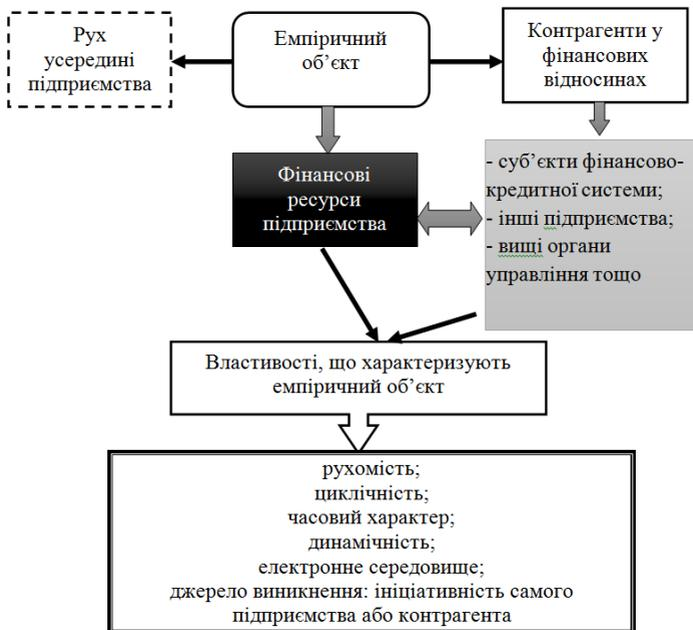 Рух
усередині
підприємства
Емпіричний
об’єкт
Контрагенти у
фінансових
відносинах
Фінансові
ресурси
підприємства
- суб’єкти фінансово-
кредитної системи;
- інші підприємства;
- вищі органи
управління тощо
Властивості, що характеризують
емпіричний об’єкт
рухомість;
циклічність;
часовий характер;
динамічність;
електронне середовище;
джерело виникнення: ініціативність самого
підприємства або контрагента